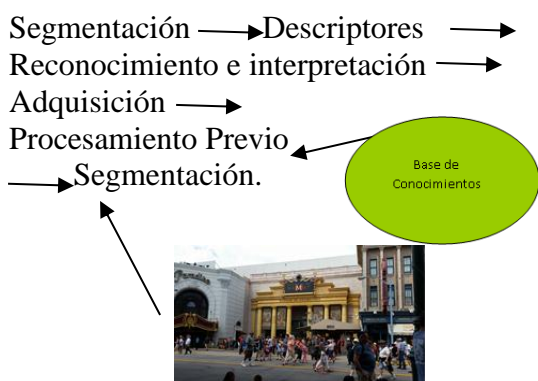 Segmentación Descriptores
Reconocimiento e interpretación
Adquisición
Procesamiento Previo
Segmentación.
Base de
Conocimientos
M